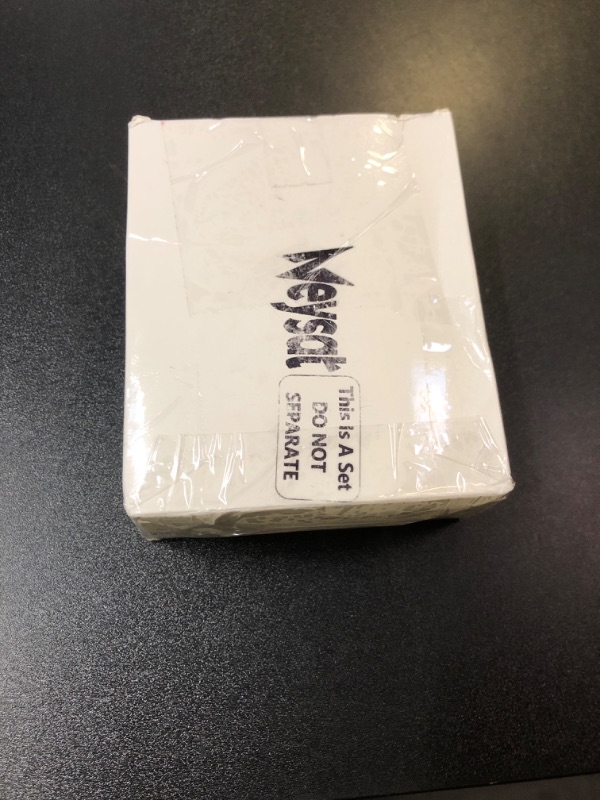 Meysat
This is A Set
DO NOT
SEPARATE